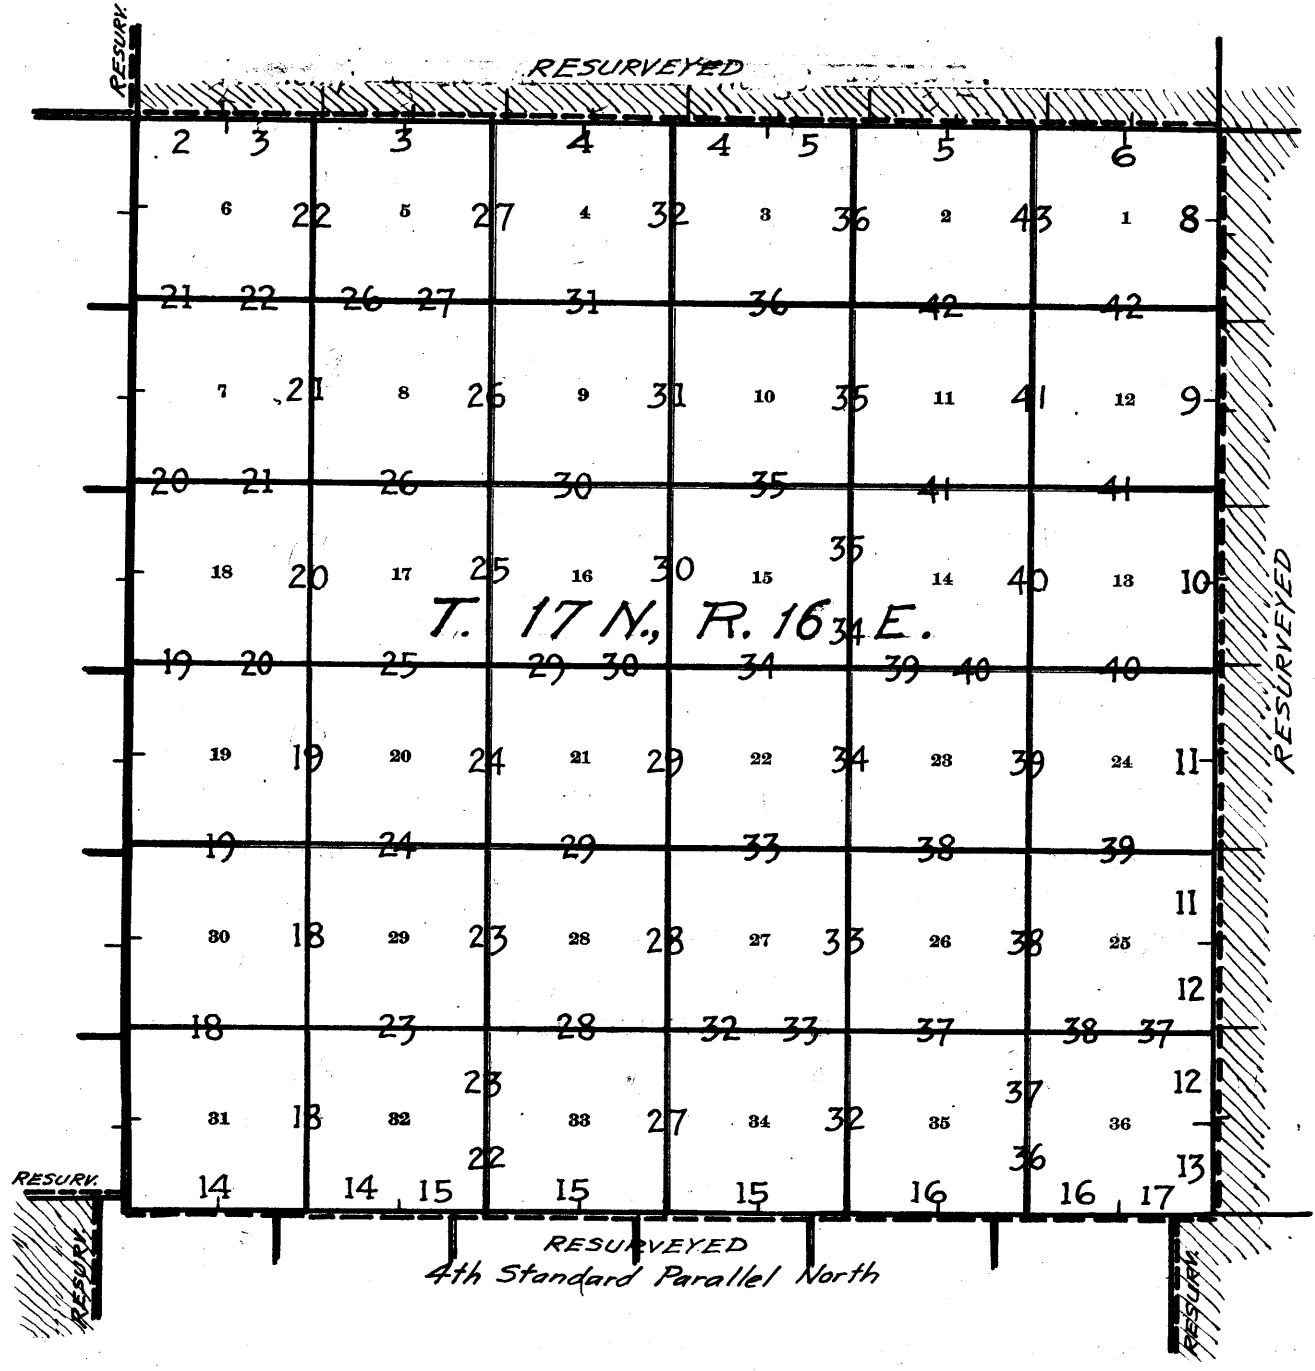 RESURV.
RESURVEYED
2 3 3 4 4 5 5 6
6 22 5 27 4 32 3 36 2 43 1 8
21 22 26 27 31 36 42 42
7 21 8 26 9 31 10 35 11 41 12 9
20 21 26 30 35 41 41
35
18 20 17 25 16 30 15 14 40 13 10
RESURVEYED
T. 17 N., R. 16 E.
34
19 20 25 29 30 34 39 40 40
19 19 20 24 21 29 22 34 23 39 24 11
19 24 29 33 38 39
11
30 18 29 23 28 28 27 33 26 38 25
12
18 23 28 32 33 37 38 37
23 37 12
31 18 32 33 27 34 32 35 36
22 36 13
RESURV.
14 14 15 15 15 16 16 17
RESURV.
RESURVEYED
4th Standard Parallel North
RESURV.